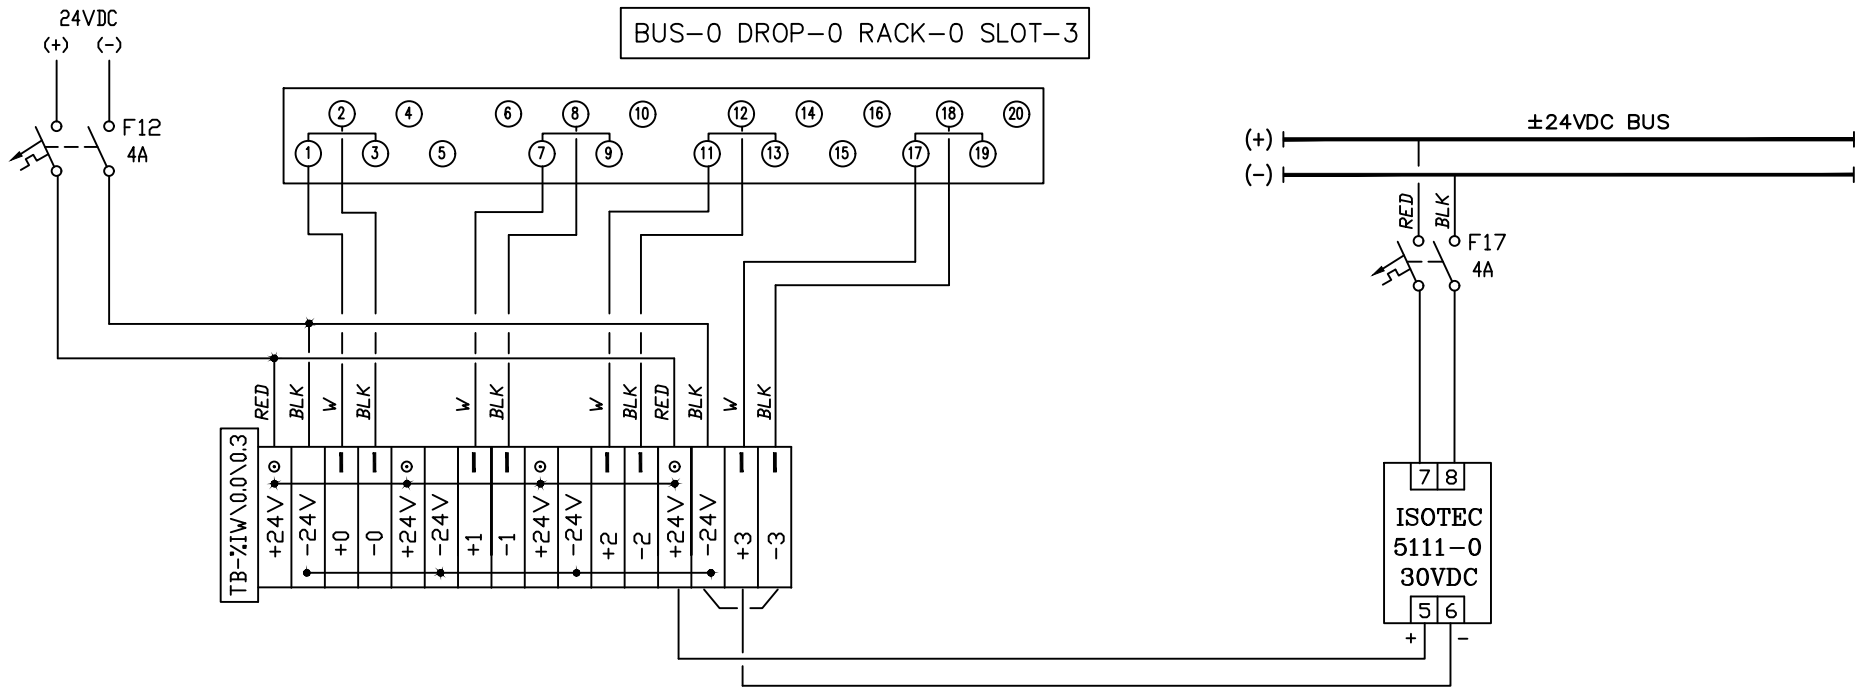 24VDC
(+) (-)
BUS-0 DROP-0 RACK-0 SLOT-3
F12
4A
2 4 6 8 10 12 14 16 18 20
1 3 5 7 9 11 13 15 17 19
±24VDC BUS
(+)
(-)
RED BLK
F17
4A
RED BLK W BLK W BLK W BLK RED BLK W BLK
TB-%IW\0.0\0.3
+24V -24V +0 -0 +24V -24V +1 -1 +24V -24V +2 -2 +24V -24V +3 -3
7 8
ISOTEC
5111-0
30VDC
5 6
+ -